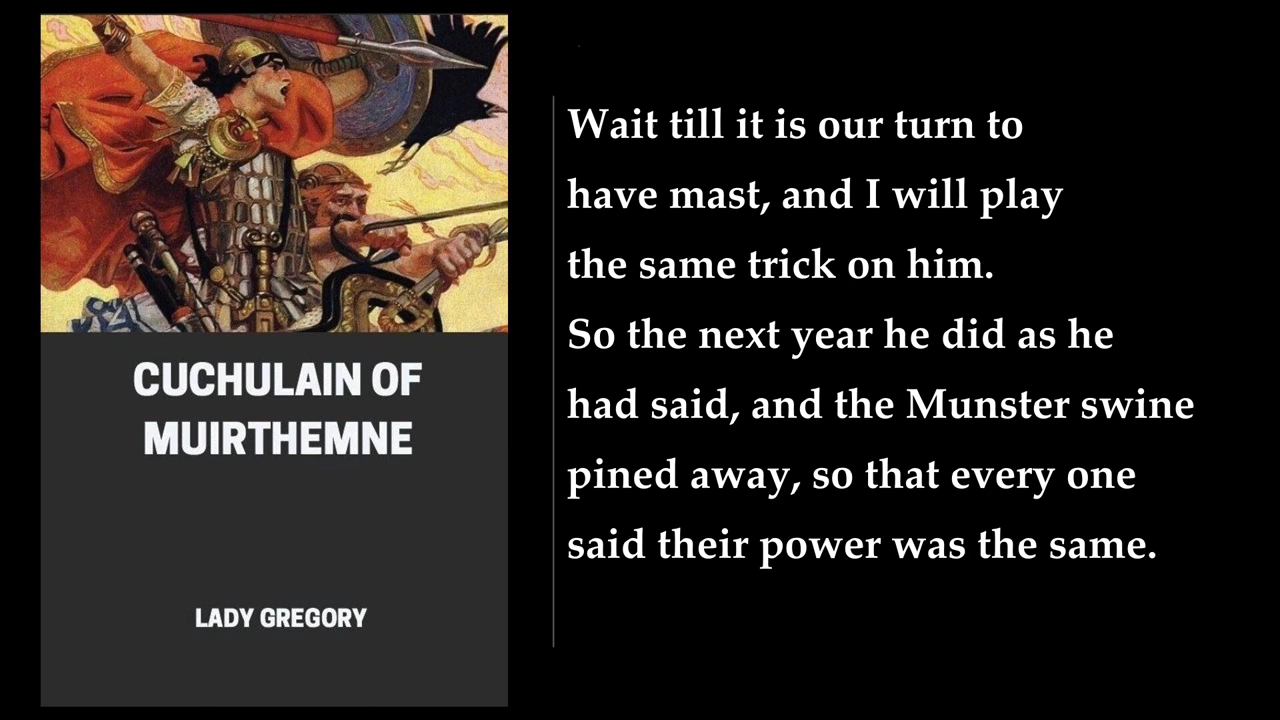 CUCHULAIN OF
MUIRTHEMNE
LADY GREGORY
Wait till it is our turn to
have mast, and I will play
the same trick on him.
So the next year he did as he
had said, and the Munster swine
pined away, so that every one
said their power was the same.